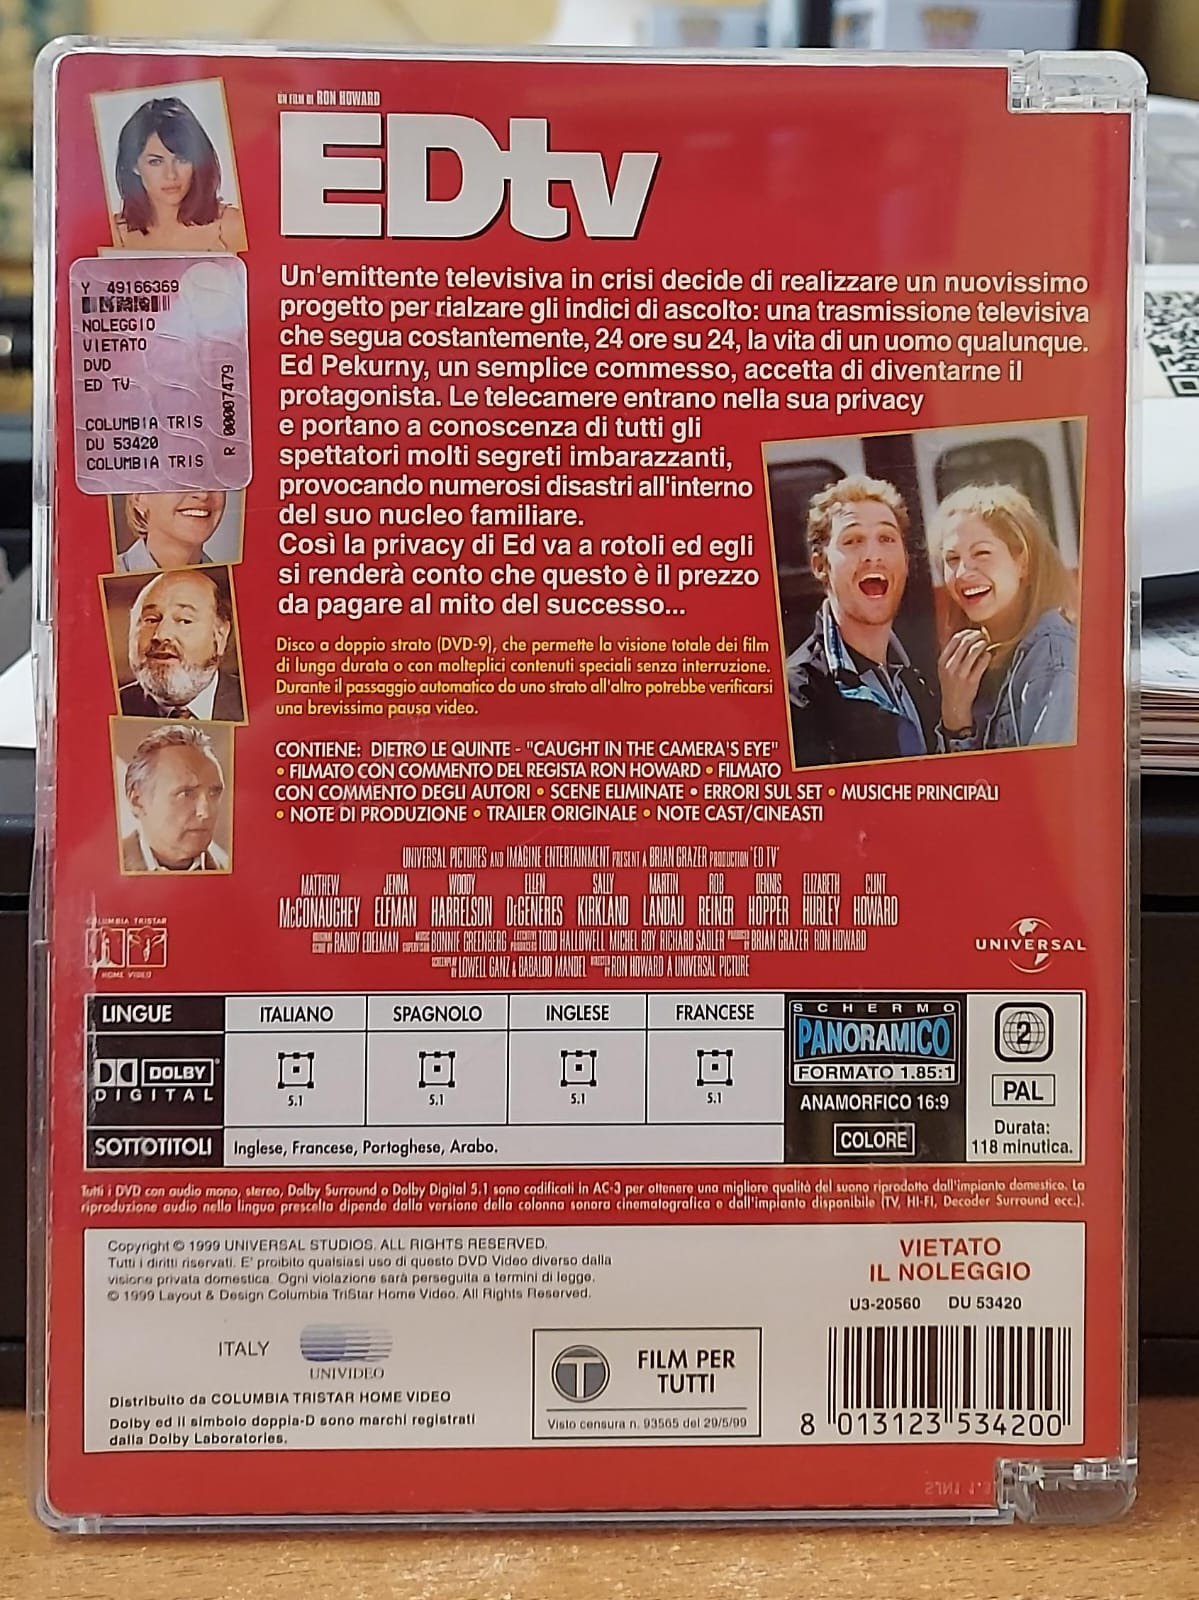 UN FILM DI RON HOWARD
EDtv
Un'emittente televisiva in crisi decide di realizzare un nuovissimo
progetto per rialzare gli indici di ascolto: una trasmissione televisiva
che segua costantemente, 24 ore su 24, la vita di un uomo qualunque.
Ed Pekurny, un semplice commesso, accetta di diventarne il
protagonista. Le telecamere entrano nella sua privacy
e portano a conoscenza di tutti gli
spettatori molti segreti imbarazzanti,
provocando numerosi disastri all'interno
del suo nucleo familiare.
Così la privacy di Ed va a rotoli ed egli
si renderà conto che questo è il prezzo
da pagare al mito del successo...
Y 49166369
NOLEGGIO
VIETATO
DVD
ED TV
COLUMBIA TRIS
DU 53420
COLUMBIA TRIS
R 00007479
Disco a doppio strato (DVD-9), che permette la visione totale dei film
di lunga durata o con molteplici contenuti speciali senza interruzione.
Durante il passaggio automatico da uno strato all'altro potrebbe verificarsi
una brevissima pausa video.
CONTIENE: DIETRO LE QUINTE - "CAUGHT IN THE CAMERA'S EYE"
• FILMATO CON COMMENTO DEL REGISTA RON HOWARD • FILMATO
CON COMMENTO DEGLI AUTORI • SCENE ELIMINATE • ERRORI SUL SET • MUSICHE PRINCIPALI
• NOTE DI PRODUZIONE • TRAILER ORIGINALE • NOTE CAST/CINEASTI
UNIVERSAL PICTURES AND IMAGINE ENTERTAINMENT PRESENT A BRIAN GRAZER PRODUCTION "ED TV"
MATTHEW McCONAUGHEY JENNA ELFMAN WOODY HARRELSON ELLEN DeGENERES SALLY KIRKLAND MARTIN LANDAU ROB REINER DENNIS HOPPER ELIZABETH HURLEY CLINT HOWARD
RANDY EDELMAN MUSIC SUPERVISION BONNIE GREENBERG EXECUTIVE PRODUCERS TODD HALLOWELL MICHEL ROY RICHARD SADLER PRODUCED BY BRIAN GRAZER RON HOWARD
SCREENPLAY BY LOWELL GANZ & BABALOO MANDEL DIRECTED BY RON HOWARD A UNIVERSAL PICTURE
COLUMBIA TRISTAR
HOME VIDEO
UNIVERSAL
LINGUE ITALIANO SPAGNOLO INGLESE FRANCESE
DOLBY
DIGITAL
5.1 5.1 5.1 5.1
SOTTOTITOLI Inglese, Francese, Portoghese, Arabo.
SCHERMO
PANORAMICO
FORMATO 1.85:1
ANAMORFICO 16:9
COLORE
2
PAL
Durata:
118 minutica.
Tutti i DVD con audio mono, stereo, Dolby Surround o Dolby Digital 5.1 sono codificati in AC-3 per ottenere una migliore qualità del suono riprodotto dall'impianto domestico. La
riproduzione audio nella lingua prescelta dipende dalla versione della colonna sonora cinematografica e dall'impianto disponibile (TV, HI-FI, Decoder Surround ecc.).
Copyright © 1999 UNIVERSAL STUDIOS. ALL RIGHTS RESERVED.
Tutti i diritti riservati. E' proibito qualsiasi uso di questo DVD Video diverso dalla
visione privata domestica. Ogni violazione sarà perseguita a termini di legge.
© 1999 Layout & Design Columbia TriStar Home Video. All Rights Reserved.
ITALY
UNIVIDEO
Distribuito da COLUMBIA TRISTAR HOME VIDEO
Dolby ed il simbolo doppia-D sono marchi registrati
dalla Dolby Laboratories.
T
FILM PER
TUTTI
Visto censura n. 93565 del 29/5/99
VIETATO
IL NOLEGGIO
U3-20560 DU 53420
8 013123 534200